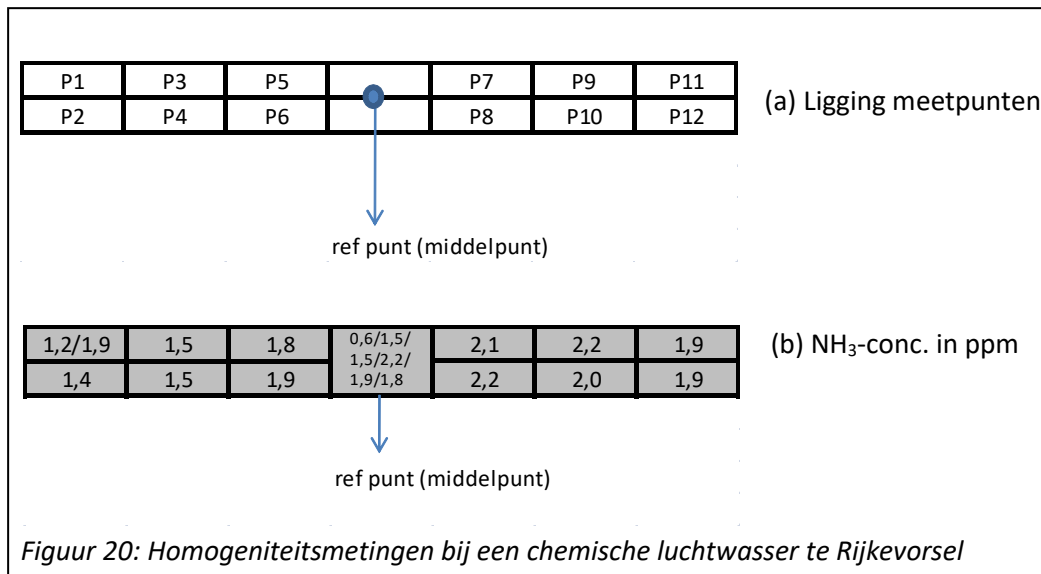 P1 P3 P5 P7 P9 P11
(a) Ligging meetpunten
P2 P4 P6 P8 P10 P12
ref punt (middelpunt)
1,2/1,9 1,5 1,8 0,6/1,5/ 2,1 2,2 1,9
(b) NH₃-conc. in ppm
1,5/2,2/
1,4 1,5 1,9 1,9/1,8 2,2 2,0 1,9
ref punt (middelpunt)
Figuur 20: Homogeniteitsmetingen bij een chemische luchtwasser te Rijkevorsel